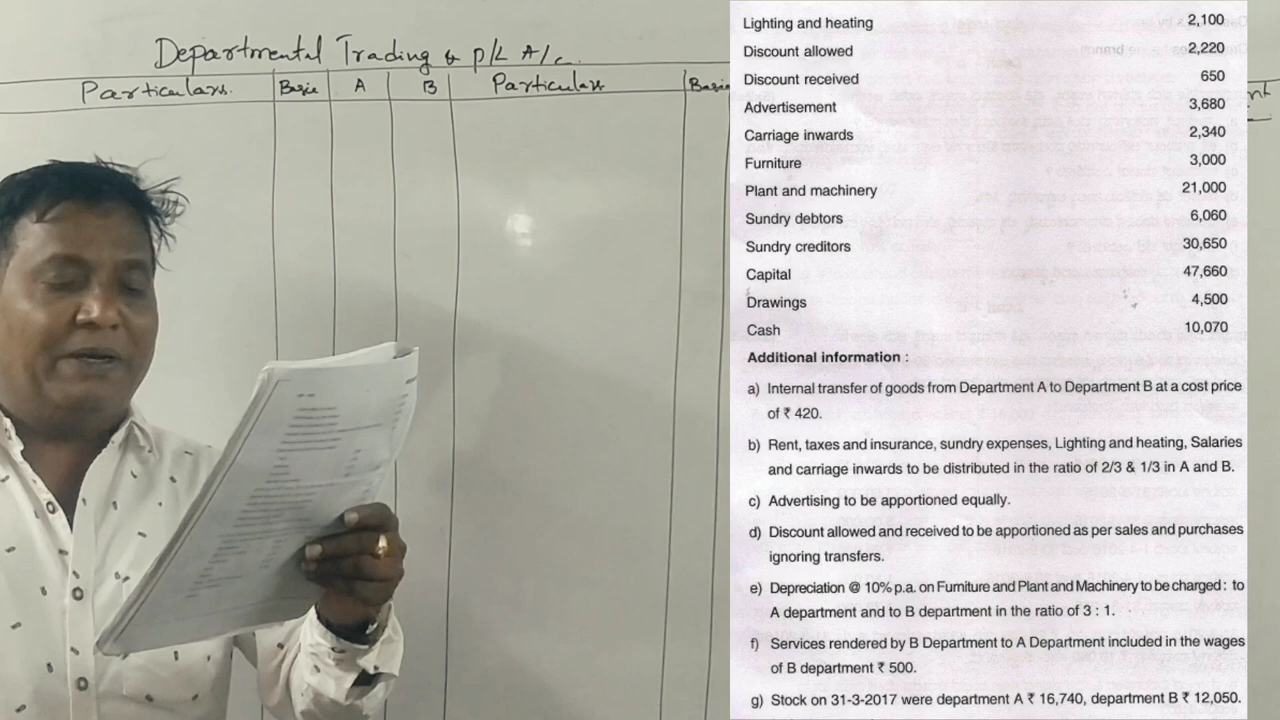 Departmental Trading & P/L A/c.
Particulars. Basis A B Particulars Basis
Lighting and heating 2,100
Discount allowed 2,220
Discount received 650
Advertisement 3,680
Carriage inwards 2,340
Furniture 3,000
Plant and machinery 21,000
Sundry debtors 6,060
Sundry creditors 30,650
Capital 47,660
Drawings 4,500
Cash 10,070
Additional information :
a) Internal transfer of goods from Department A to Department B at a cost price
of ₹ 420.
b) Rent, taxes and insurance, sundry expenses, Lighting and heating, Salaries
and carriage inwards to be distributed in the ratio of 2/3 & 1/3 in A and B.
c) Advertising to be apportioned equally.
d) Discount allowed and received to be apportioned as per sales and purchases
ignoring transfers.
e) Depreciation @ 10% p.a. on Furniture and Plant and Machinery to be charged : to
A department and to B department in the ratio of 3 : 1.
f) Services rendered by B Department to A Department included in the wages
of B department ₹ 500.
g) Stock on 31-3-2017 were department A ₹ 16,740, department B ₹ 12,050.